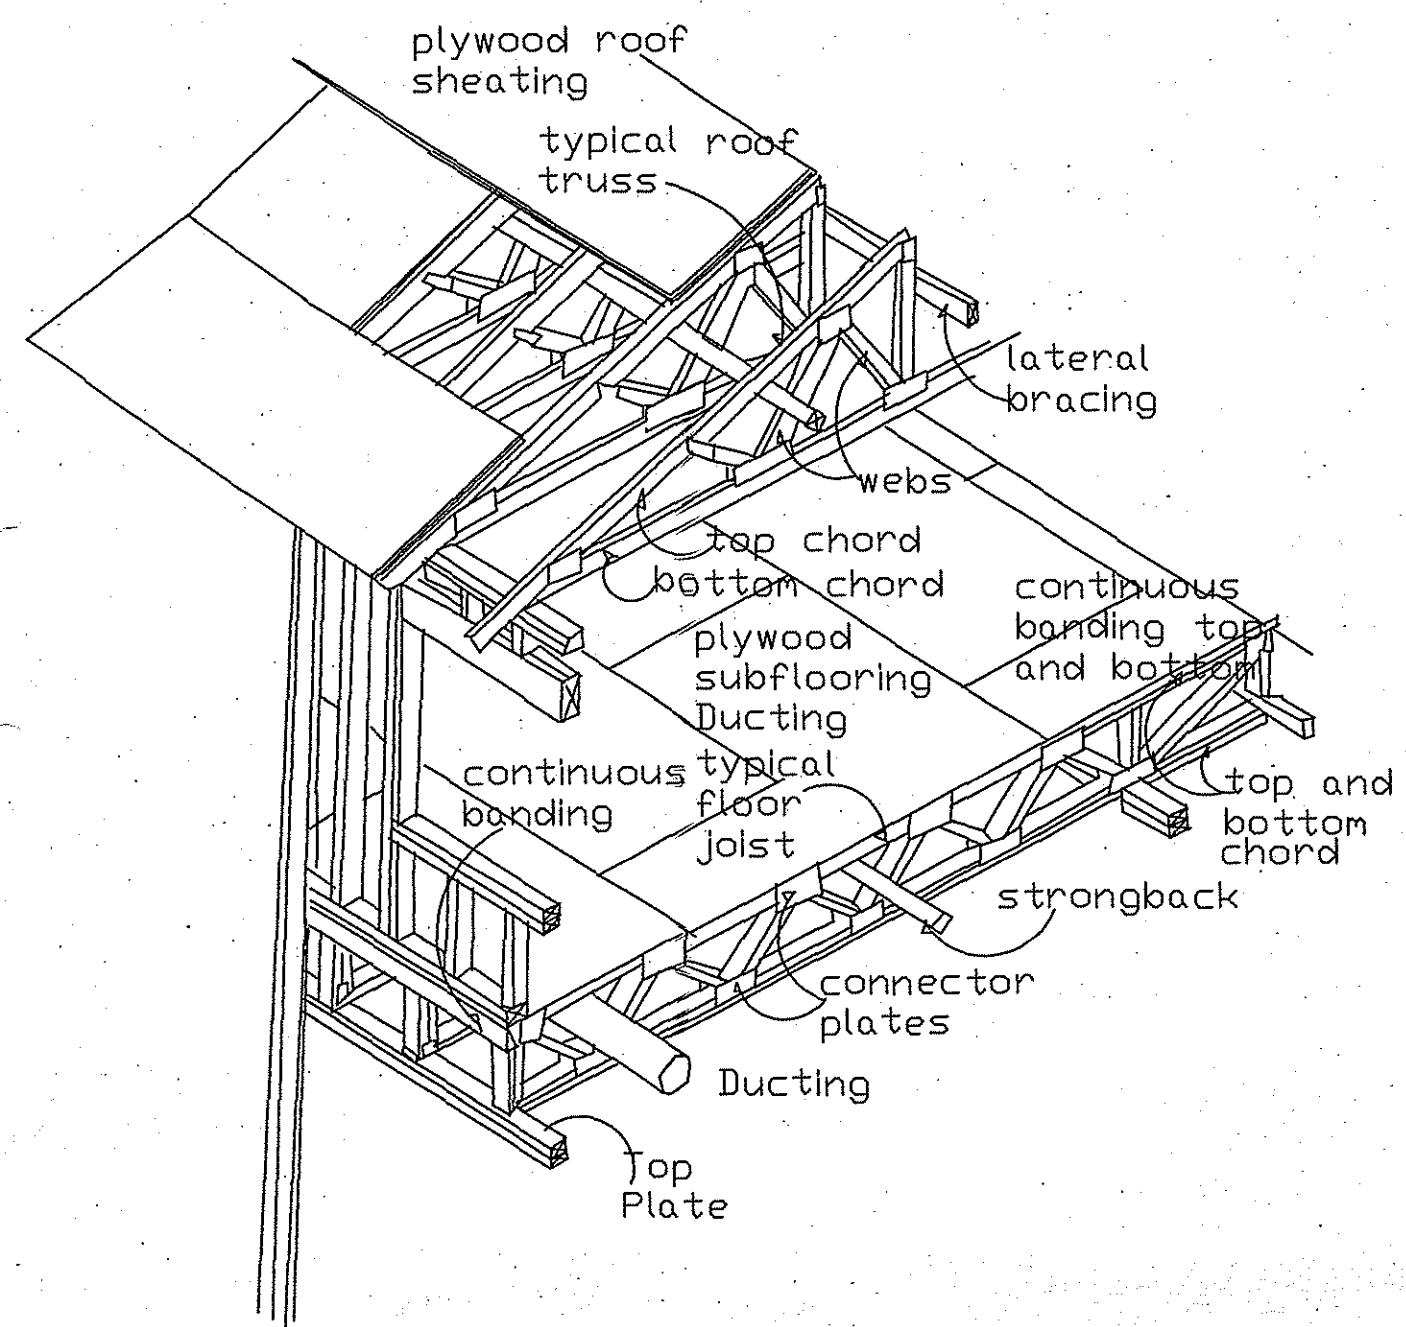 plywood roof
sheating
typical roof
truss
lateral
bracing
webs
top chord
bottom chord
continuous
banding top
and bottom
plywood
subflooring
Ducting
typical
floor
joist
continuous
banding
top and
bottom
chord
strongback
connector
plates
Ducting
Top
Plate